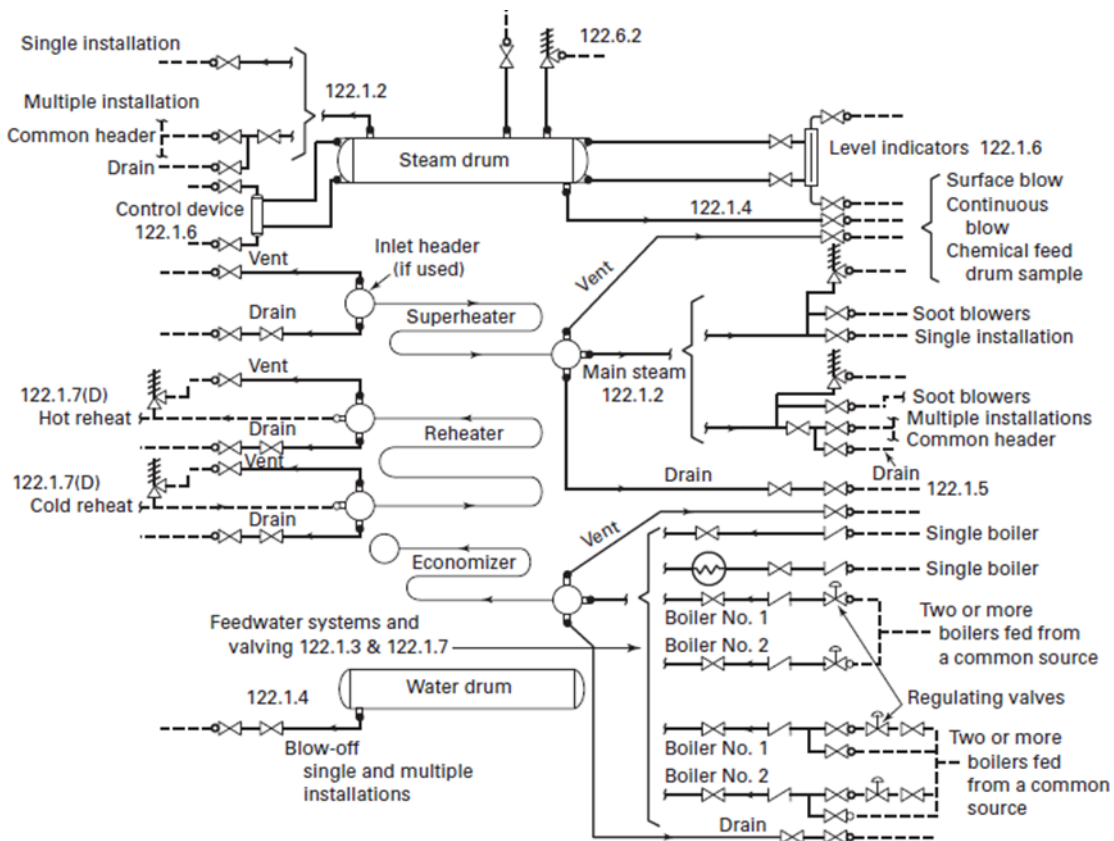 Single installation
122.6.2
Multiple installation
122.1.2
Common header
Drain
Steam drum
Level indicators 122.1.6
Control device
122.1.6
122.1.4
Surface blow
Continuous
blow
Chemical feed
drum sample
Vent
Inlet header
(if used)
Drain
Superheater
Vent
Soot blowers
Single installation
Main steam
122.1.2
Vent
122.1.7(D)
Hot reheat
Drain
Reheater
Soot blowers
Multiple installations
Common header
Drain
Vent
122.1.7(D)
Cold reheat
Drain
Drain
122.1.5
Economizer
Vent
Single boiler
Single boiler
Feedwater systems and
valving 122.1.3 & 122.1.7
Boiler No. 1
Boiler No. 2
Two or more
boilers fed from
a common source
Regulating valves
122.1.4
Water drum
Blow-off
single and multiple
installations
Boiler No. 1
Boiler No. 2
Two or more
boilers fed
from a common
source
Drain